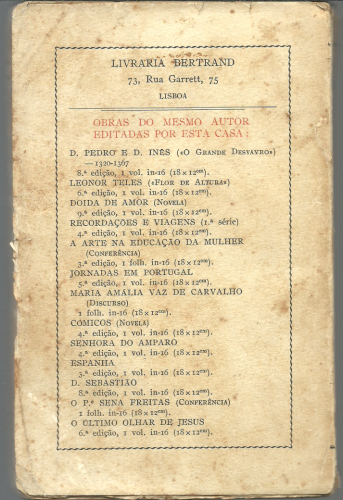 LIVRARIA BERTRAND
73, Rua Garrett, 75
LISBOA
OBRAS DO MESMO AUTOR
EDITADAS POR ESTA CASA:
D. PEDRO E D. INÊS («O GRANDE DESVAYRO»)
—1320-1367
8.ª edição, 1 vol. in-16 (18×12ᶜᵐ).
LEONOR TELES («FLOR DE ALTURA»)
6.ª edição, 1 vol. in-16 (18×12ᶜᵐ).
DOIDA DE AMOR (NOVELA)
9.ª edição, 1 vol. in-16 (18×12ᶜᵐ).
RECORDAÇÕES E VIAGENS (1.ª série)
4.ª edição, 1 vol. in-16 (18×12ᶜᵐ).
A ARTE NA EDUCAÇÃO DA MULHER
(CONFERÊNCIA)
3.ª edição, 1 folh. in-16 (18×12ᶜᵐ).
JORNADAS EM PORTUGAL
5.ª edição, 1 vol. in-16 (18×12ᶜᵐ).
MARIA AMÁLIA VAZ DE CARVALHO
(DISCURSO)
1 folh. in-16 (18×12ᶜᵐ).
CÓMICOS (NOVELA)
4.ª edição, 1 vol. in-16 (18×12ᶜᵐ).
SENHORA DO AMPARO
4.ª edição, 1 vol. in-16 (18×12ᶜᵐ).
ESPANHA
3.ª edição, 1 vol. in-16 (18×12ᶜᵐ).
D. SEBASTIÃO
8.ª edição, 1 vol. in-16 (18×12ᶜᵐ).
O P.ᵉ SENA FREITAS (CONFERÊNCIA)
1 folh. in-16 (18×12ᶜᵐ).
O ÚLTIMO OLHAR DE JESUS
6.ª edição, 1 vol. in-16 (18×12ᶜᵐ).